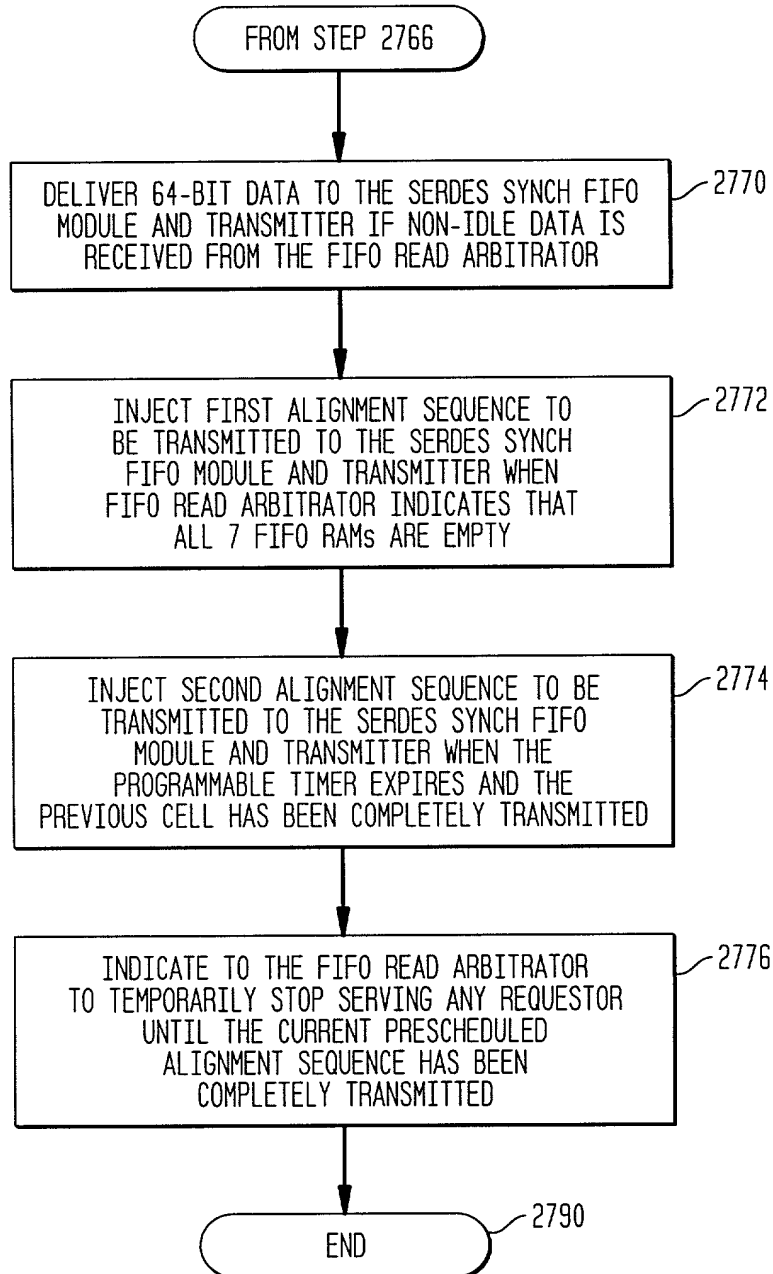 FROM STEP 2766
DELIVER 64-BIT DATA TO THE SERDES SYNCH FIFO
MODULE AND TRANSMITTER IF NON-IDLE DATA IS
RECEIVED FROM THE FIFO READ ARBITRATOR
2770
INJECT FIRST ALIGNMENT SEQUENCE TO
BE TRANSMITTED TO THE SERDES SYNCH
FIFO MODULE AND TRANSMITTER WHEN
FIFO READ ARBITRATOR INDICATES THAT
ALL 7 FIFO RAMs ARE EMPTY
2772
INJECT SECOND ALIGNMENT SEQUENCE TO BE
TRANSMITTED TO THE SERDES SYNCH FIFO
MODULE AND TRANSMITTER WHEN THE
PROGRAMMABLE TIMER EXPIRES AND THE
PREVIOUS CELL HAS BEEN COMPLETELY TRANSMITTED
2774
INDICATE TO THE FIFO READ ARBITRATOR
TO TEMPORARILY STOP SERVING ANY REQUESTOR
UNTIL THE CURRENT PRESCHEDULED
ALIGNMENT SEQUENCE HAS BEEN
COMPLETELY TRANSMITTED
2776
END
2790